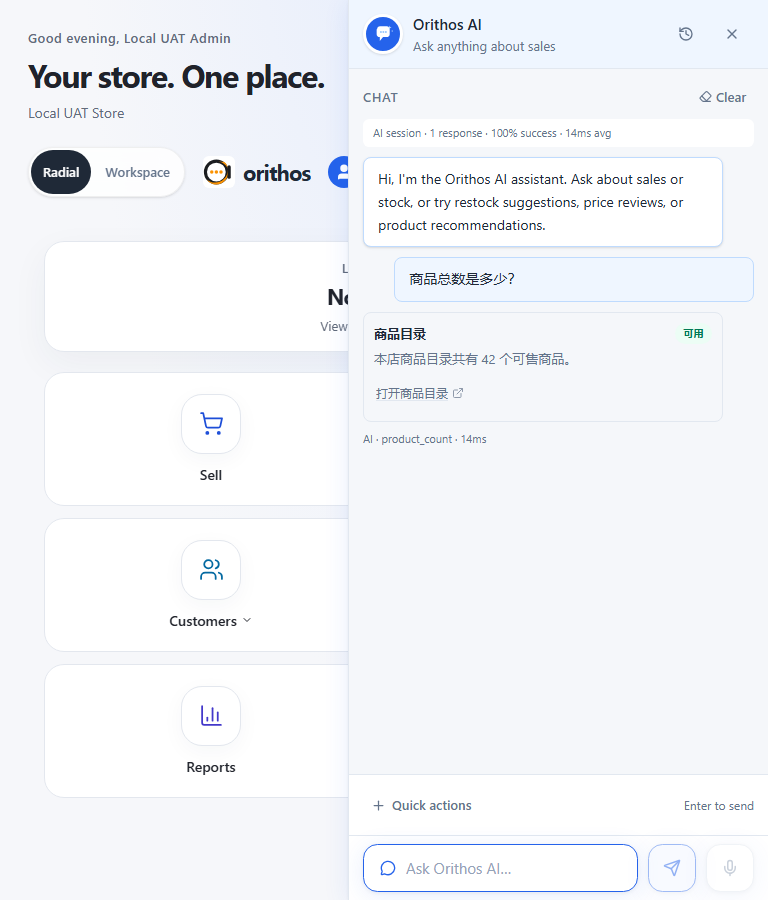 Good evening, Local UAT Admin
Your store. One place.
Local UAT Store
Radial
Workspace
orithos
View
Sell
Customers
Reports
Orithos AI
Ask anything about sales
CHAT
Clear
AI session · 1 response · 100% success · 14ms avg
Hi, I'm the Orithos AI assistant. Ask about sales or
stock, or try restock suggestions, price reviews, or
product recommendations.
商品总数是多少?
商品目录
可用
本店商品目录共有 42 个可售商品。
打开商品目录
AI · product_count · 14ms
Quick actions
Enter to send
Ask Orithos AI...